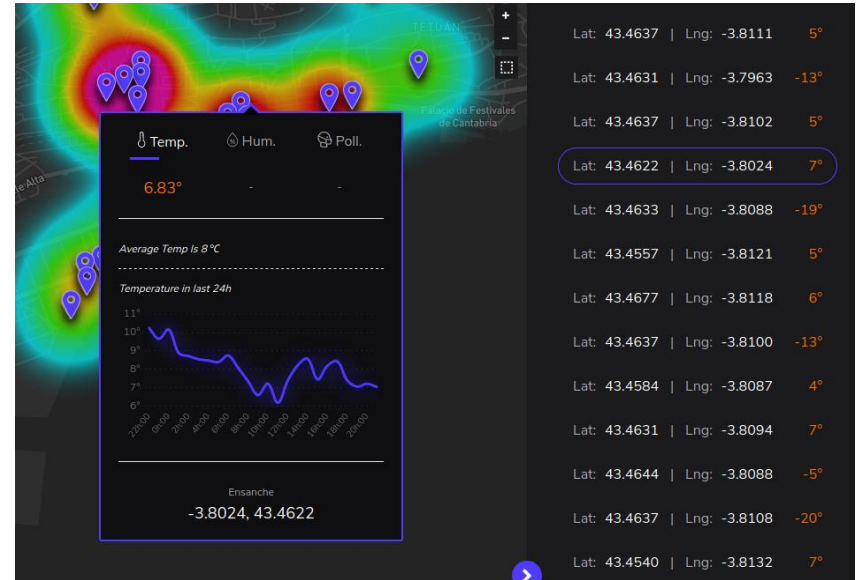 TETUÁN
+
−
Palacio de Festivales
de Cantabria
Temp.
% Hum.
Poll.
6.83°
-
-
Average Temp Is 8°C
Temperature in last 24h
11°
10°
9°
8°
7°
6°
22h00
0h00
2h00
4h00
6h00
8h00
10h00
12h00
14h00
16h00
18h00
20h00
Ensanche
-3.8024, 43.4622
Lat: 43.4637 | Lng: -3.8111 5°
Lat: 43.4631 | Lng: -3.7963 -13°
Lat: 43.4637 | Lng: -3.8102 5°
Lat: 43.4622 | Lng: -3.8024 7°
Lat: 43.4633 | Lng: -3.8088 -19°
Lat: 43.4557 | Lng: -3.8121 5°
Lat: 43.4677 | Lng: -3.8118 6°
Lat: 43.4637 | Lng: -3.8100 -13°
Lat: 43.4584 | Lng: -3.8087 4°
Lat: 43.4631 | Lng: -3.8094 7°
Lat: 43.4644 | Lng: -3.8088 -5°
Lat: 43.4637 | Lng: -3.8108 -20°
Lat: 43.4540 | Lng: -3.8132 7°